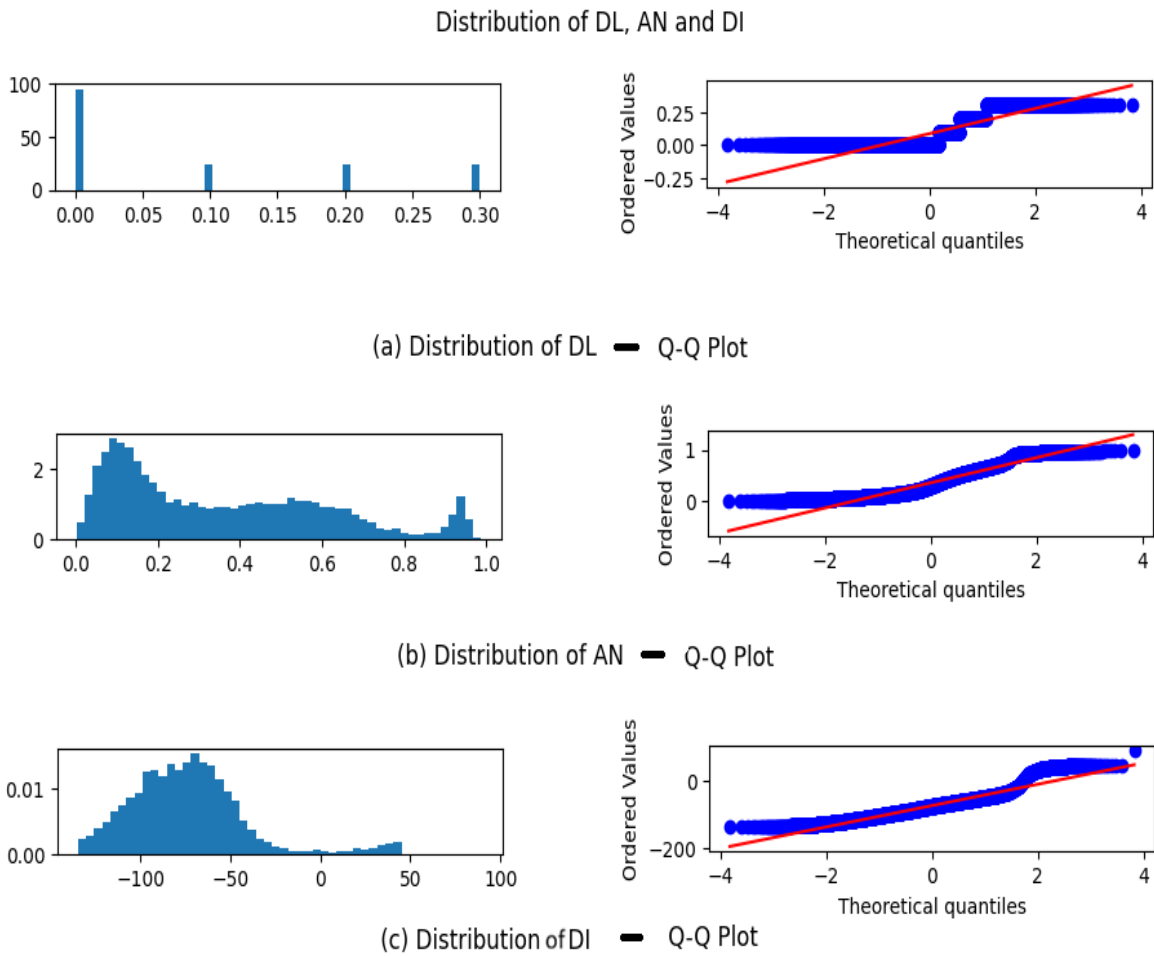 Distribution of DL, AN and DI
100
50
0
0.00 0.05 0.10 0.15 0.20 0.25 0.30
Ordered Values
0.25
0.00
−0.25
−4 −2 0 2 4
Theoretical quantiles
(a) Distribution of DL - Q-Q Plot
2
0
0.0 0.2 0.4 0.6 0.8 1.0
Ordered Values
1
0
−4 −2 0 2 4
Theoretical quantiles
(b) Distribution of AN - Q-Q Plot
0.01
0.00
−100 −50 0 50 100
Ordered Values
0
−200
−4 −2 0 2 4
Theoretical quantiles
(c) Distribution of DI - Q-Q Plot